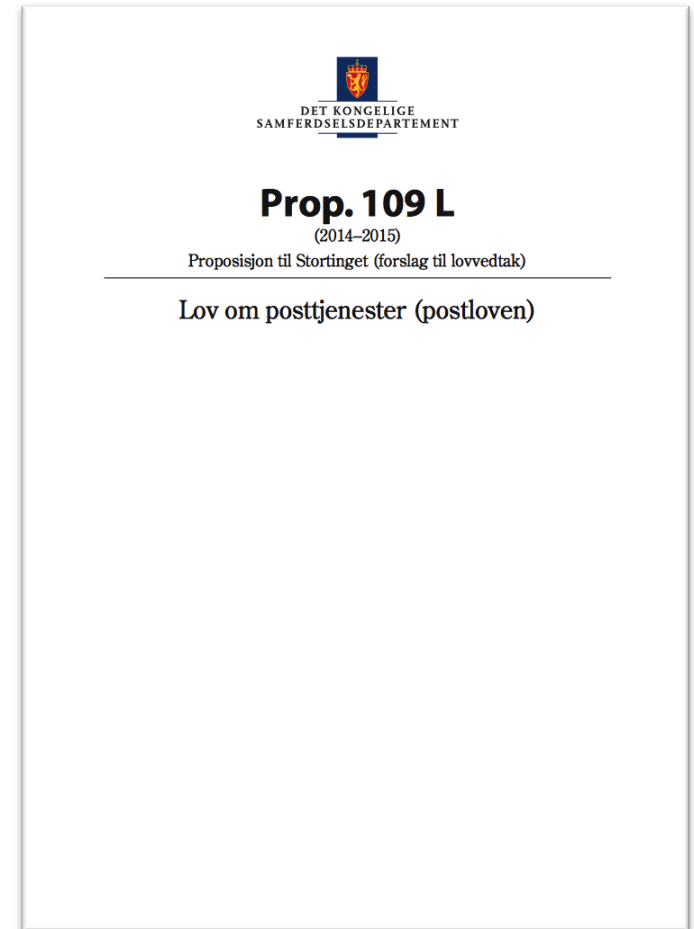 DET KONGELIGE
SAMFERDSELSDEPARTEMENT
Prop. 109 L
(2014–2015)
Proposisjon til Stortinget (forslag til lovvedtak)
Lov om posttjenester (postloven)